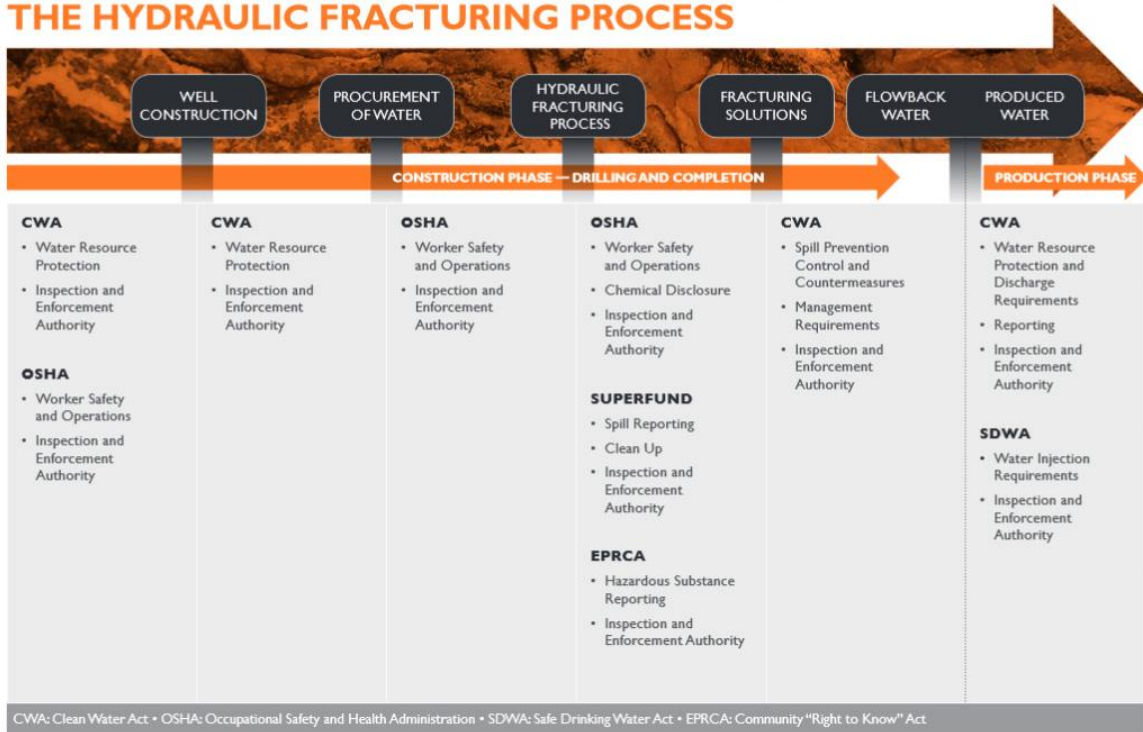 THE HYDRAULIC FRACTURING PROCESS
WELL
CONSTRUCTION
PROCUREMENT
OF WATER
HYDRAULIC
FRACTURING
PROCESS
FRACTURING
SOLUTIONS
FLOWBACK
WATER
PRODUCED
WATER
CONSTRUCTION PHASE — DRILLING AND COMPLETION
PRODUCTION PHASE
CWA
• Water Resource
Protection
• Inspection and
Enforcement
Authority
OSHA
• Worker Safety
and Operations
• Inspection and
Enforcement
Authority
CWA
• Water Resource
Protection
• Inspection and
Enforcement
Authority
OSHA
• Worker Safety
and Operations
• Inspection and
Enforcement
Authority
OSHA
• Worker Safety
and Operations
• Chemical Disclosure
• Inspection and
Enforcement
Authority
SUPERFUND
• Spill Reporting
• Clean Up
• Inspection and
Enforcement
Authority
EPRCA
• Hazardous Substance
Reporting
• Inspection and
Enforcement Authority
CWA
• Spill Prevention
Control and
Countermeasures
• Management
Requirements
• Inspection and
Enforcement
Authority
CWA
• Water Resource
Protection and
Discharge
Requirements
• Reporting
• Inspection and
Enforcement
Authority
SDWA
• Water Injection
Requirements
• Inspection and
Enforcement
Authority
CWA: Clean Water Act • OSHA: Occupational Safety and Health Administration • SDWA: Safe Drinking Water Act • EPRCA: Community “Right to Know” Act